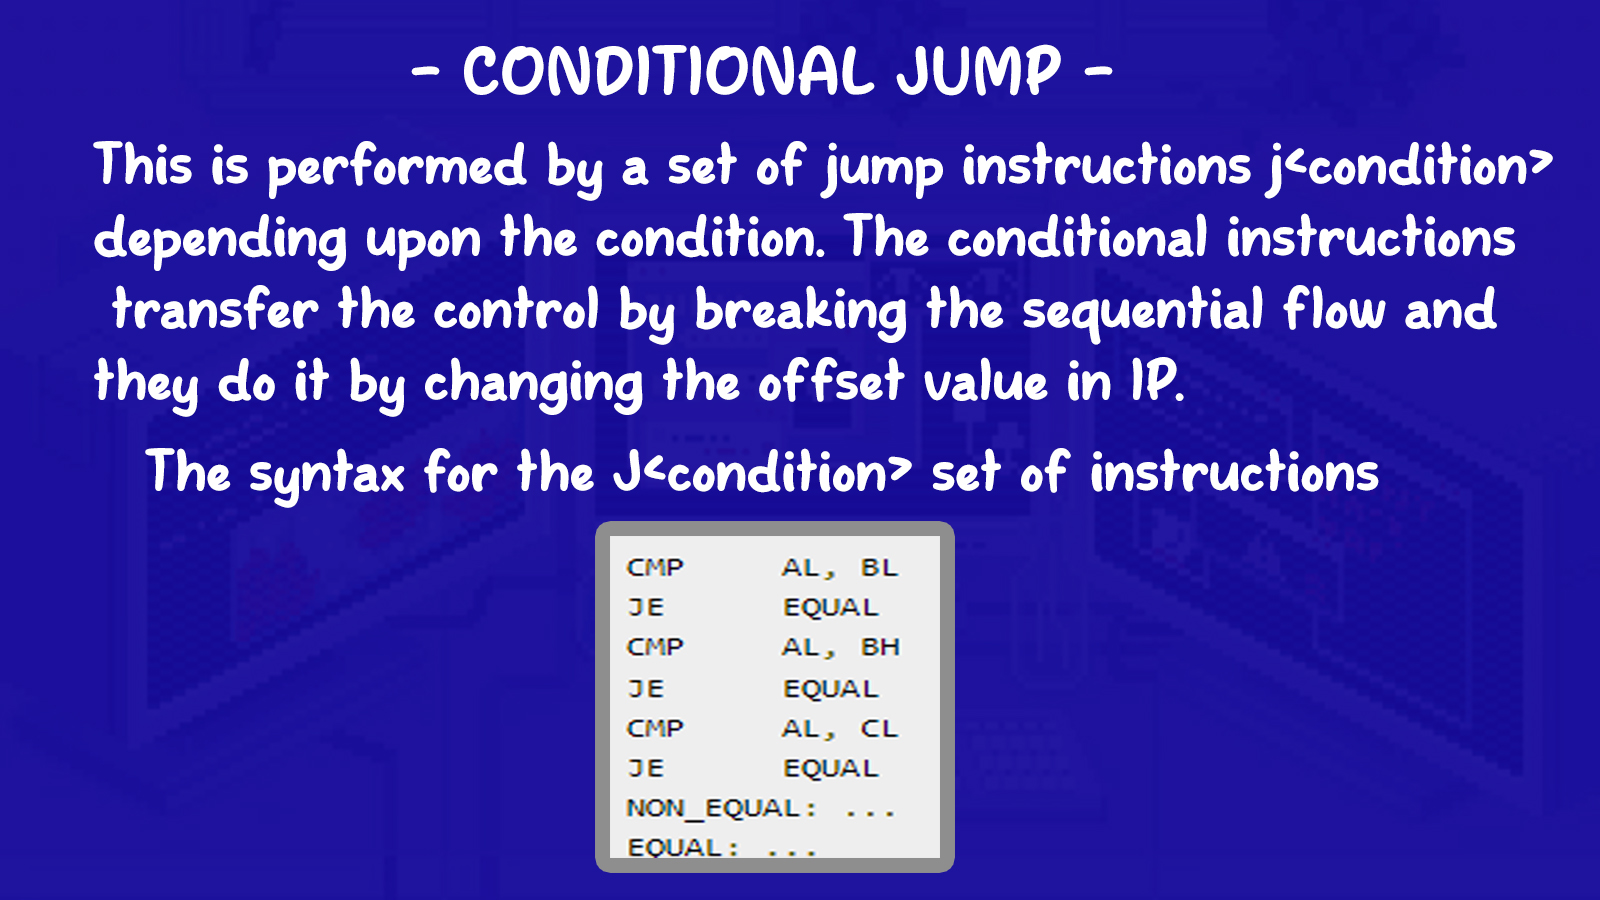 - CONDITIONAL JUMP -
This is performed by a set of jump instructions j<condition>
depending upon the condition. The conditional instructions
transfer the control by breaking the sequential flow and
they do it by changing the offset value in IP.
The syntax for the J<condition> set of instructions
CMP AL, BL
JE EQUAL
CMP AL, BH
JE EQUAL
CMP AL, CL
JE EQUAL
NON_EQUAL: ...
EQUAL: ...